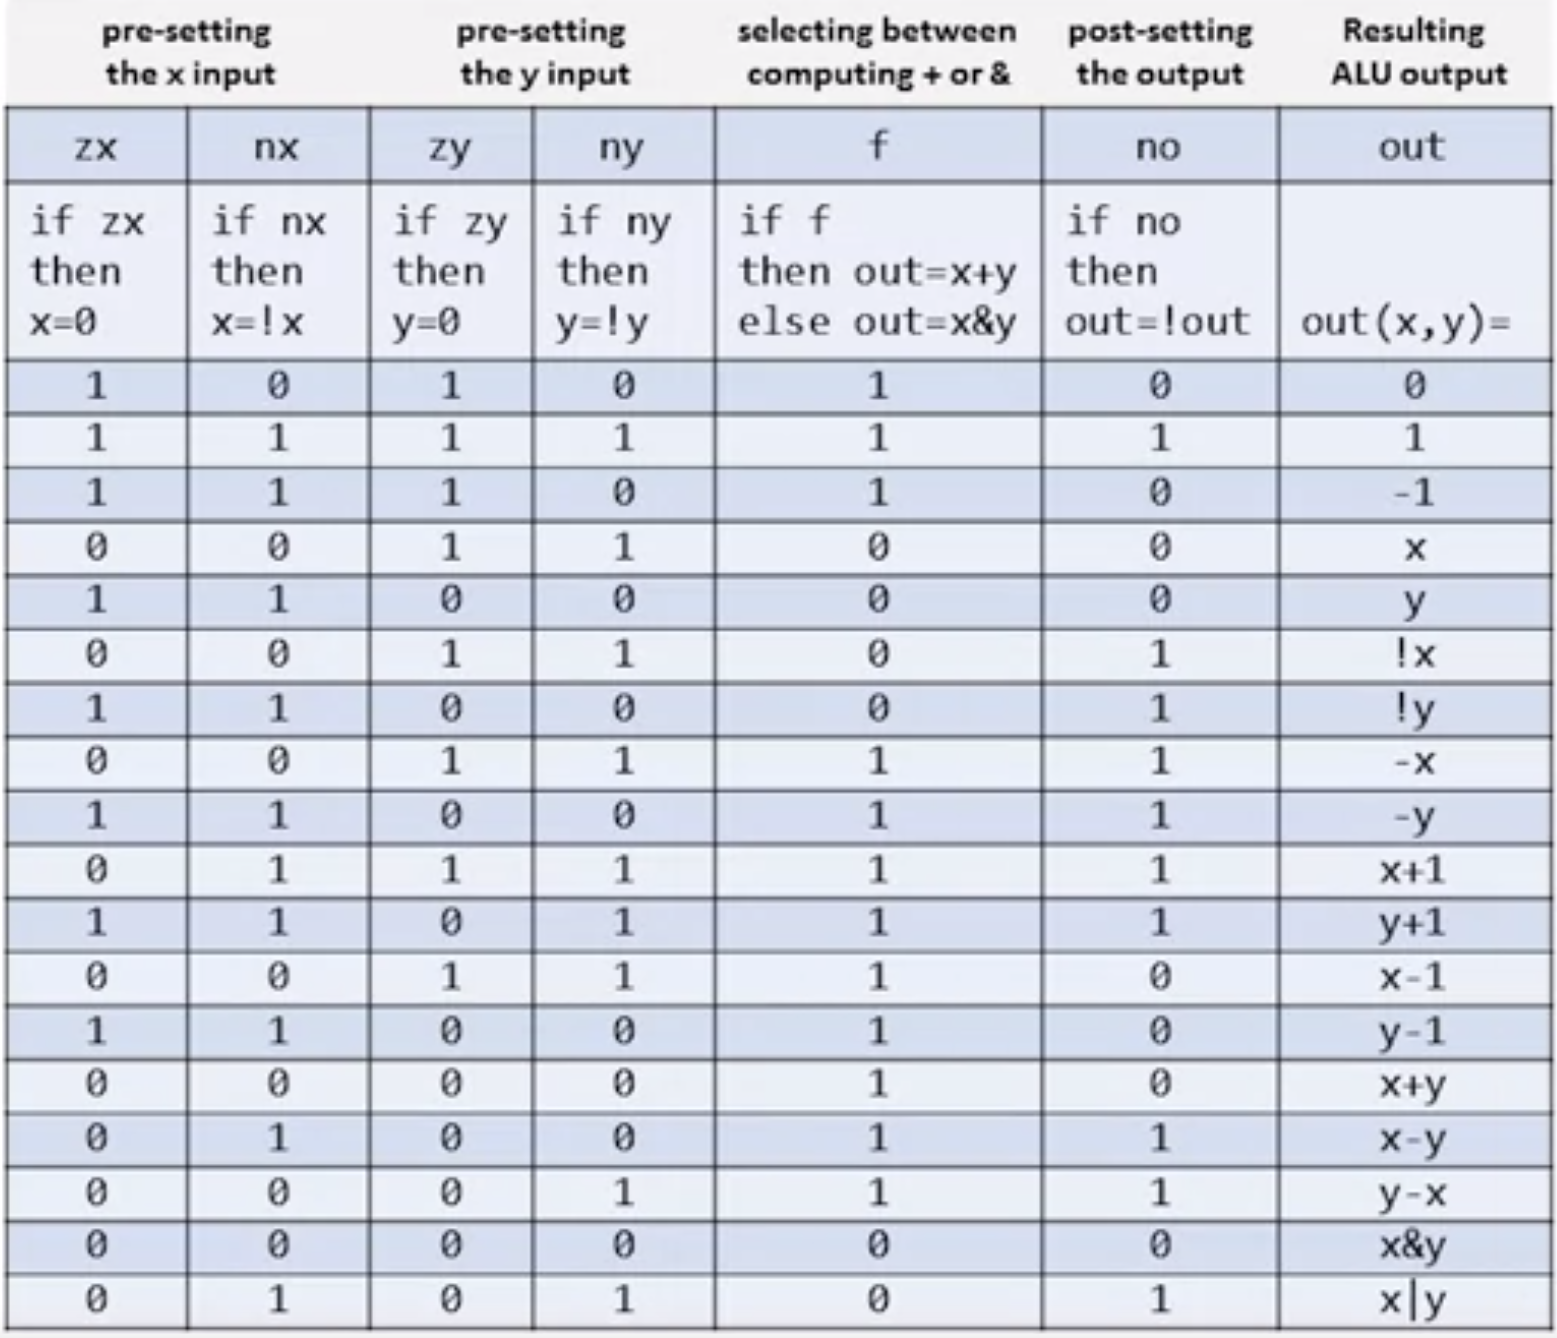 pre-setting the x input pre-setting the y input selecting between computing + or & post-setting the output Resulting ALU output
zx nx zy ny f no out
if zx then x=0 if nx then x=!x if zy then y=0 if ny then y=!y if f then out=x+y else out=x&y if no then out=!out out(x,y)=
1 0 1 0 1 0 0
1 1 1 1 1 1 1
1 1 1 0 1 0 -1
0 0 1 1 0 0 x
1 1 0 0 0 0 y
0 0 1 1 0 1 !x
1 1 0 0 0 1 !y
0 0 1 1 1 1 -x
1 1 0 0 1 1 -y
0 1 1 1 1 1 x+1
1 1 0 1 1 1 y+1
0 0 1 1 1 0 x-1
1 1 0 0 1 0 y-1
0 0 0 0 1 0 x+y
0 1 0 0 1 1 x-y
0 0 0 1 1 1 y-x
0 0 0 0 0 0 x&y
0 1 0 1 0 1 x|y